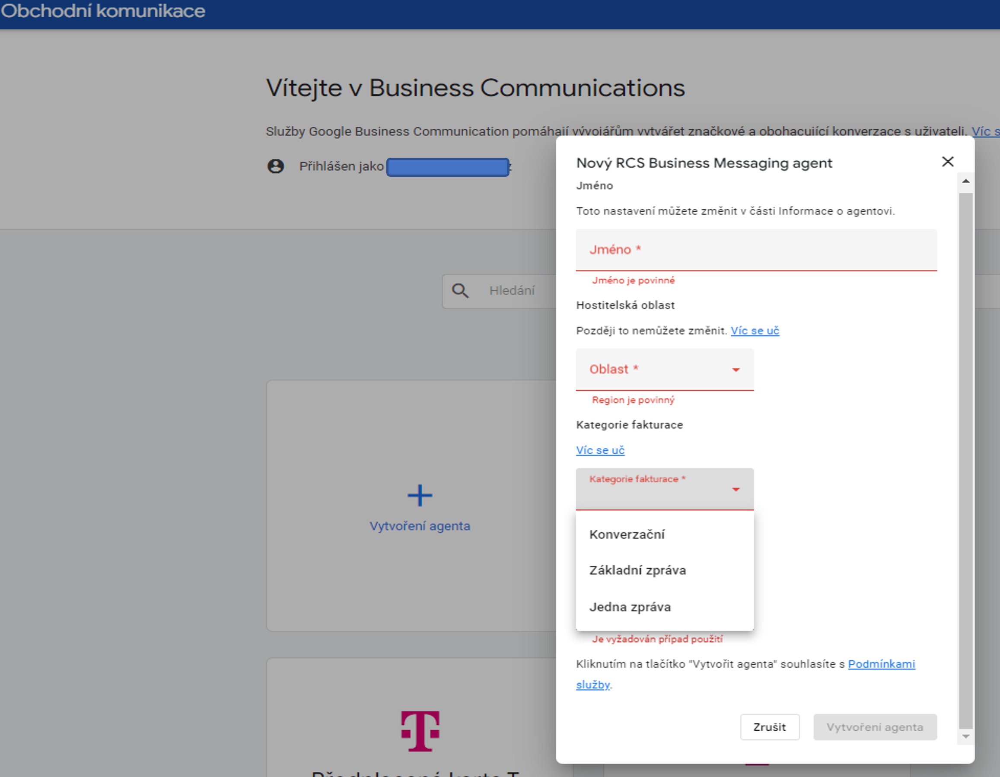 Obchodní komunikace
Vítejte v Business Communications
Služby Google Business Communication pomáhají vývojářům vytvářet značkové a obohacující konverzace s uživateli. Víc s
Přihlášen jako
Hledání
Vytvoření agenta
Nový RCS Business Messaging agent
Jméno
Toto nastavení můžete změnit v části Informace o agentovi.
Jméno *
Jméno je povinné
Hostitelská oblast
Později to nemůžete změnit. Víc se uč
Oblast *
Region je povinný
Kategorie fakturace
Víc se uč
Kategorie fakturace *
Konverzační
Základní zpráva
Jedna zpráva
Je vyžadován případ použití
Kliknutím na tlačítko "Vytvořit agenta" souhlasíte s Podmínkami
služby.
Zrušit
Vytvoření agenta
T
Předplacená karta T